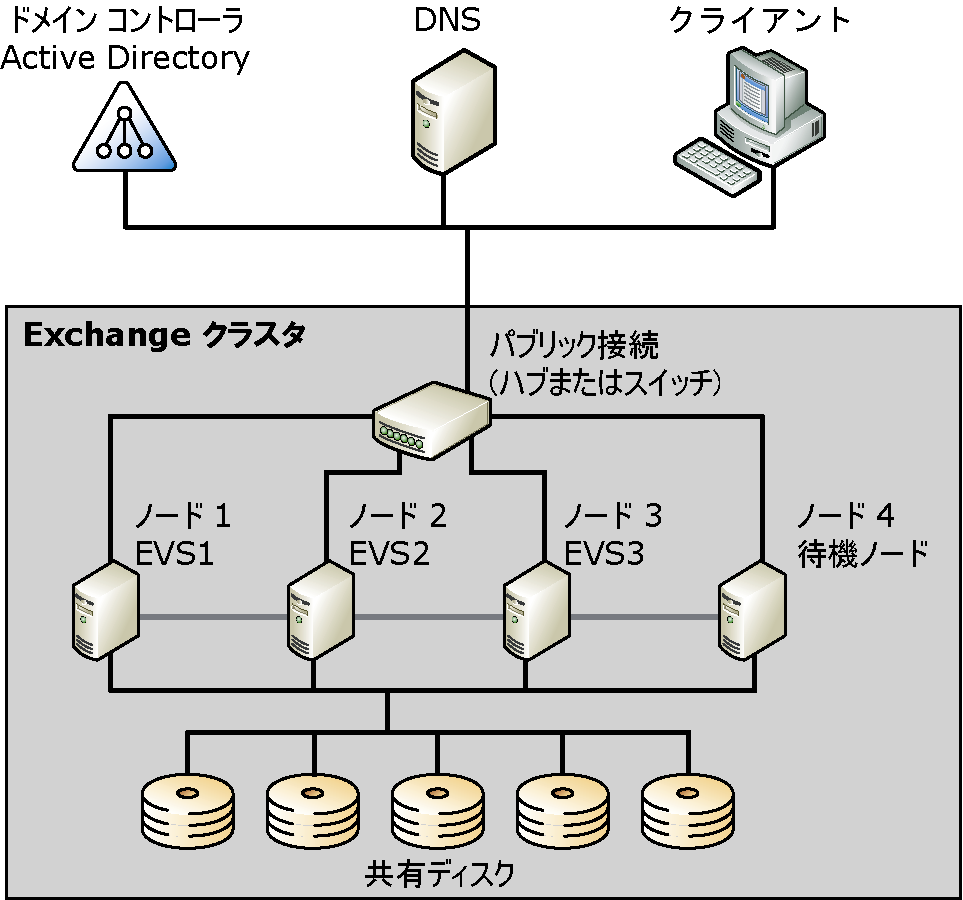 ドメイン コントローラ
Active Directory
DNS
クライアント
Exchange クラスタ
パブリック接続
(ハブまたはスイッチ)
ノード 1
EVS1
ノード 2
EVS2
ノード 3
EVS3
ノード 4
待機ノード
共有ディスク